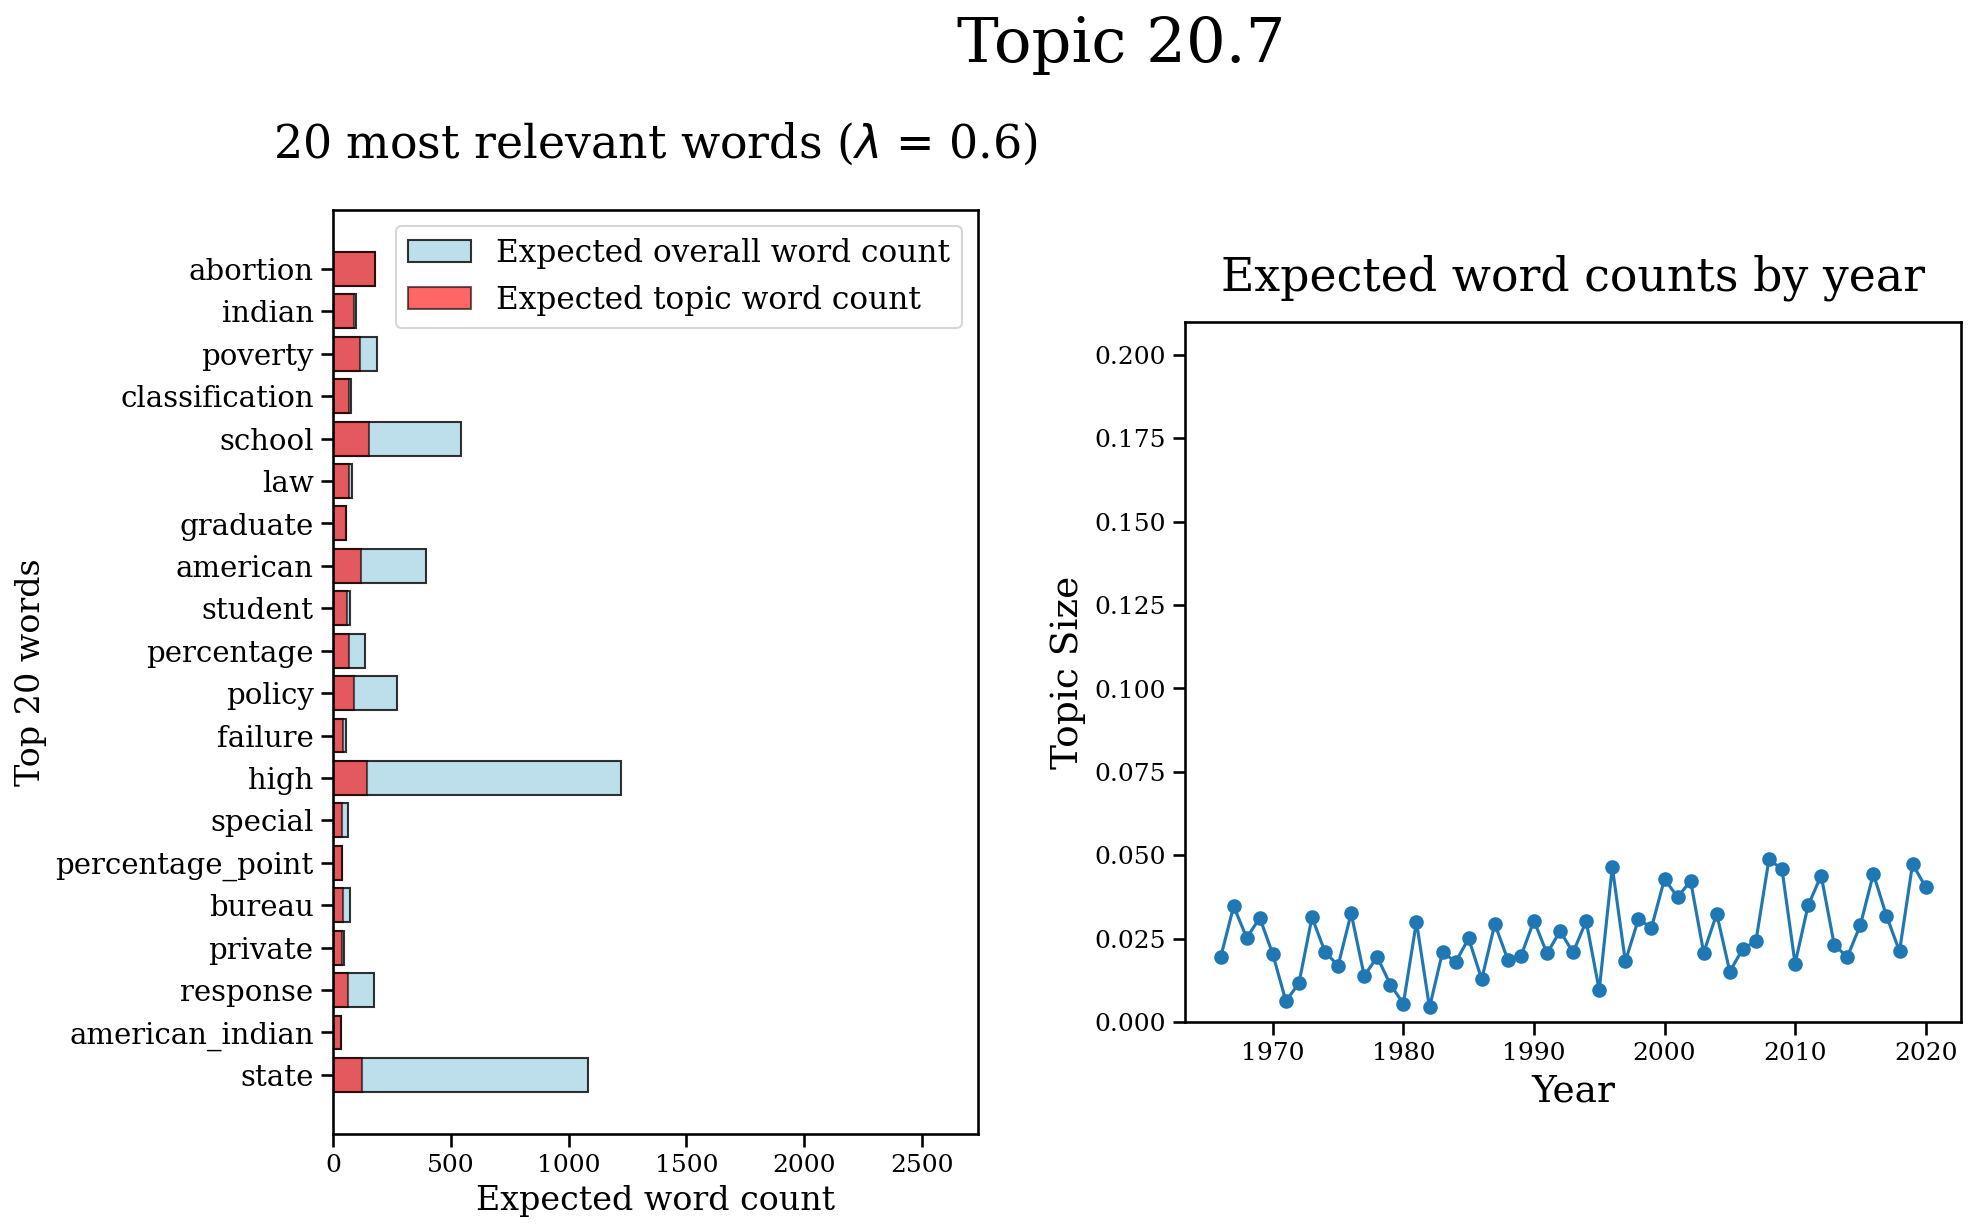 Topic 20.7
20 most relevant words (λ = 0.6)
Expected overall word count
Expected topic word count
Top 20 words
abortion
indian
poverty
classification
school
law
graduate
american
student
percentage
policy
failure
high
special
percentage_point
bureau
private
response
american_indian
state
0 500 1000 1500 2000 2500
Expected word count
Expected word counts by year
Topic Size
0.200
0.175
0.150
0.125
0.100
0.075
0.050
0.025
0.000
1970 1980 1990 2000 2010 2020
Year